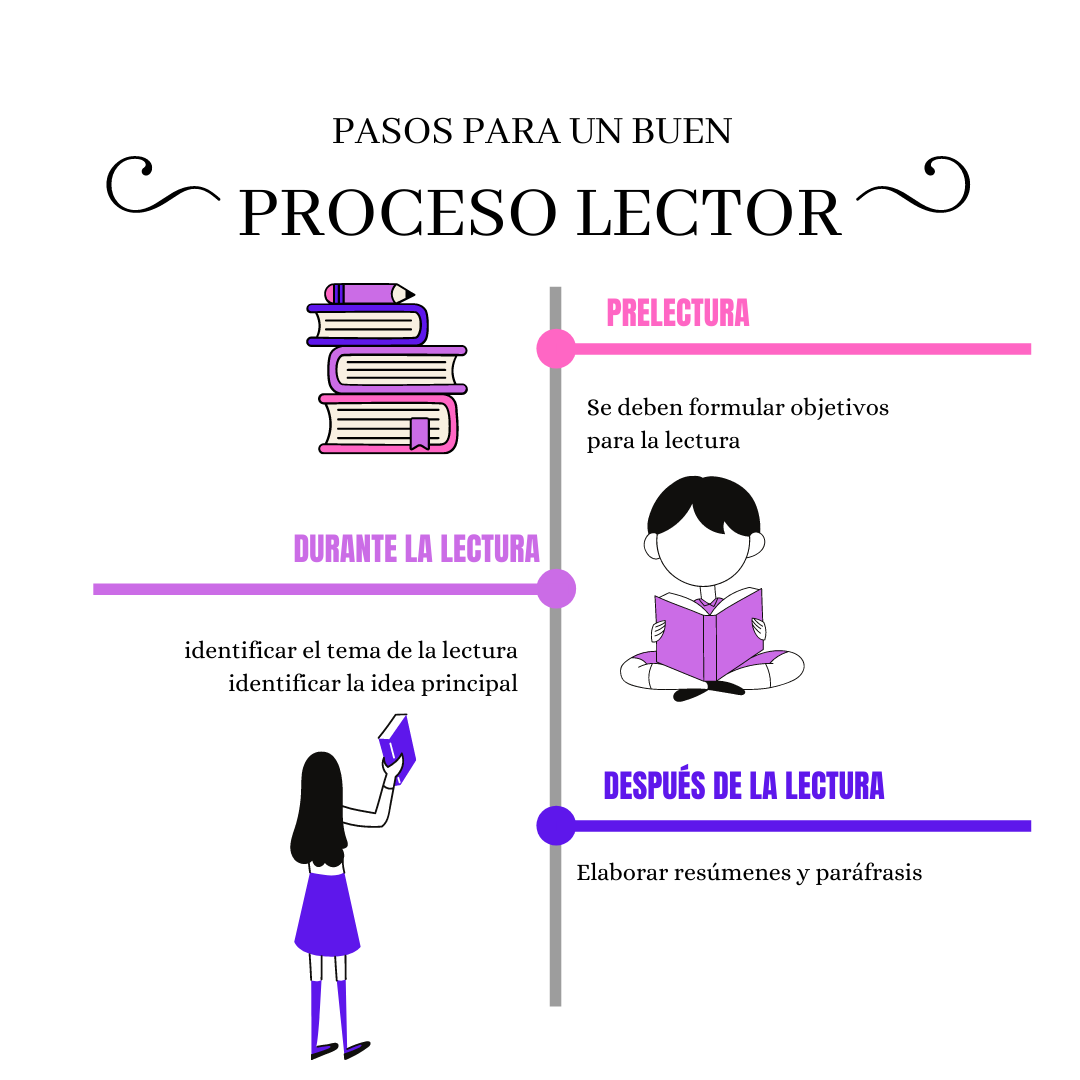 PASOS PARA UN BUEN
PROCESO LECTOR
PRELECTURA
Se deben formular objetivos
para la lectura
DURANTE LA LECTURA
identificar el tema de la lectura
identificar la idea principal
DESPUÉS DE LA LECTURA
Elaborar resúmenes y paráfrasis